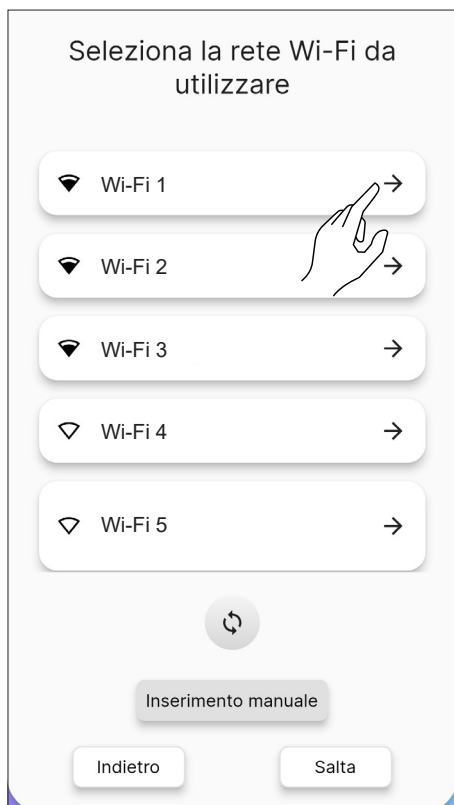 Seleziona la rete Wi-Fi da
utilizzare
Wi-Fi 1
Wi-Fi 2
Wi-Fi 3
Wi-Fi 4
Wi-Fi 5
Inserimento manuale
Indietro
Salta